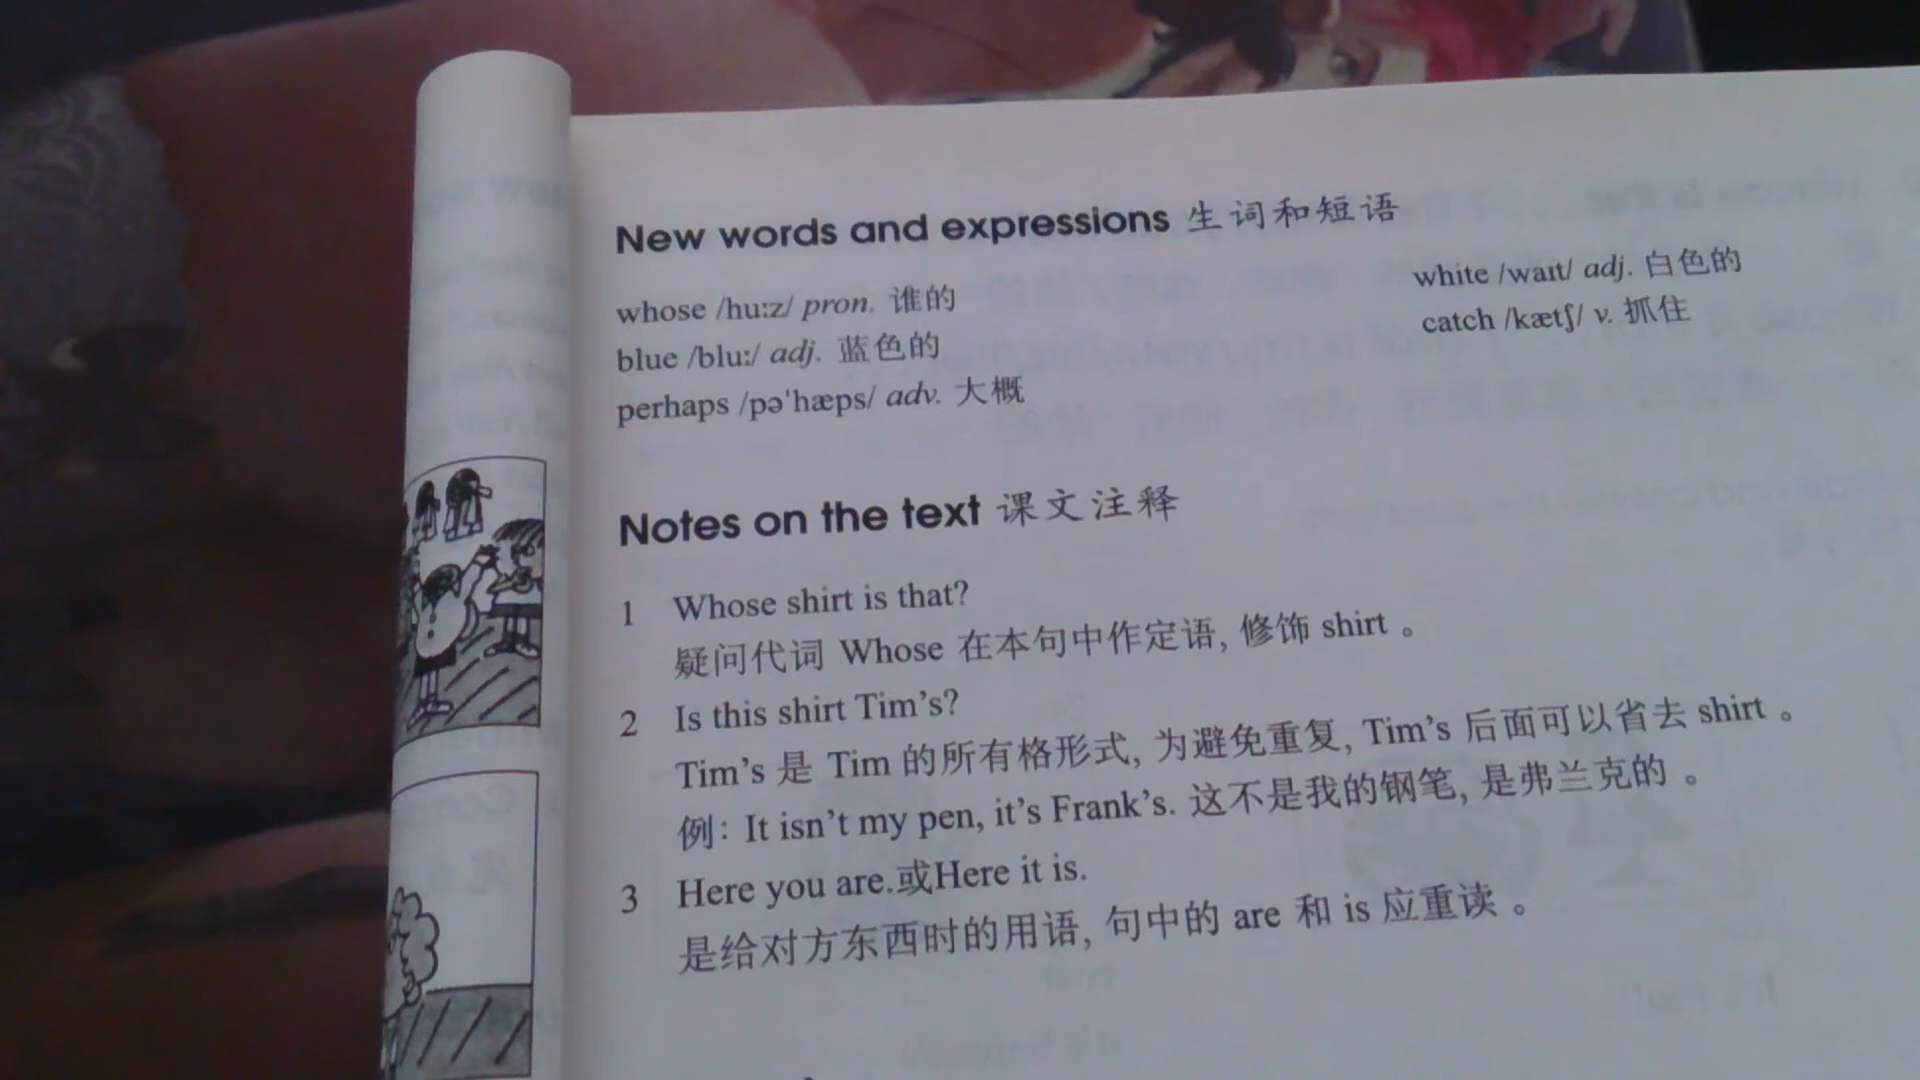 New words and expressions 生词和短语
whose /huːz/ pron. 谁的
blue /bluː/ adj. 蓝色的
perhaps /pəˈhæps/ adv. 大概
white /waɪt/ adj. 白色的
catch /kætʃ/ v. 抓住
Notes on the text 课文注释
1 Whose shirt is that?
疑问代词 Whose 在本句中作定语, 修饰 shirt 。
2 Is this shirt Tim's?
Tim's 是 Tim 的所有格形式, 为避免重复, Tim's 后面可以省去 shirt 。
例: It isn't my pen, it's Frank's. 这不是我的钢笔, 是弗兰克的 。
3 Here you are.或Here it is.
是给对方东西时的用语, 句中的 are 和 is 应重读 。